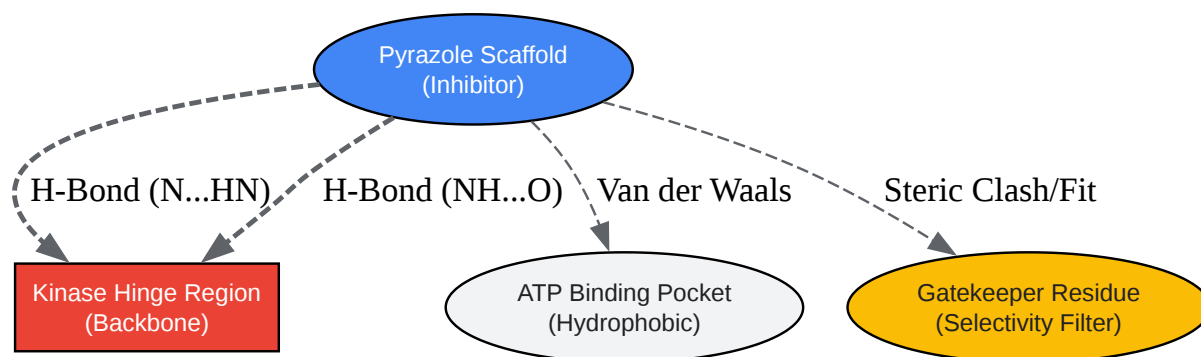 Pyrazole Scaffold
(Inhibitor)
H-Bond (N...HN)
H-Bond (NH...O)
Van der Waals
Steric Clash/Fit
Kinase Hinge Region
(Backbone)
ATP Binding Pocket
(Hydrophobic)
Gatekeeper Residue
(Selectivity Filter)